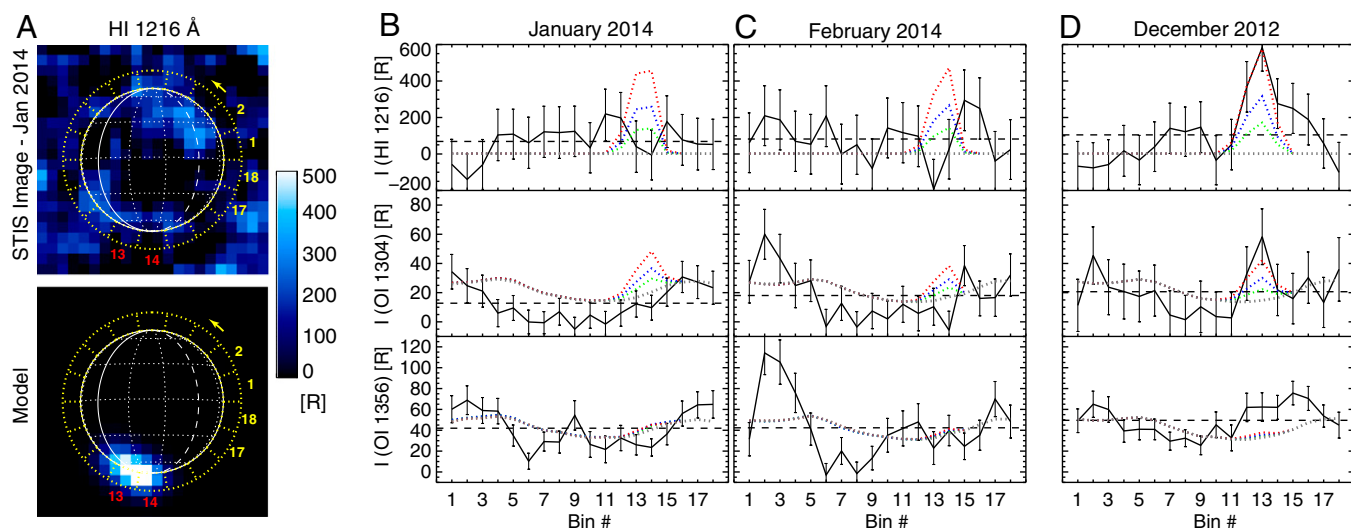 A
HI 1216 Å
STIS Image - Jan 2014
2
1
18
17
13
14
Model
2
1
18
17
13
14
500
400
300
200
100
0
[R]
B
January 2014
C
February 2014
D
December 2012
I (HI 1216) [R]
600
400
200
0
−200
I (OI 1304) [R]
80
60
40
20
0
I (OI 1356) [R]
120
100
80
60
40
20
0
1 3 5 7 9 11 13 15 17
Bin #
1 3 5 7 9 11 13 15 17
Bin #
1 3 5 7 9 11 13 15 17
Bin #